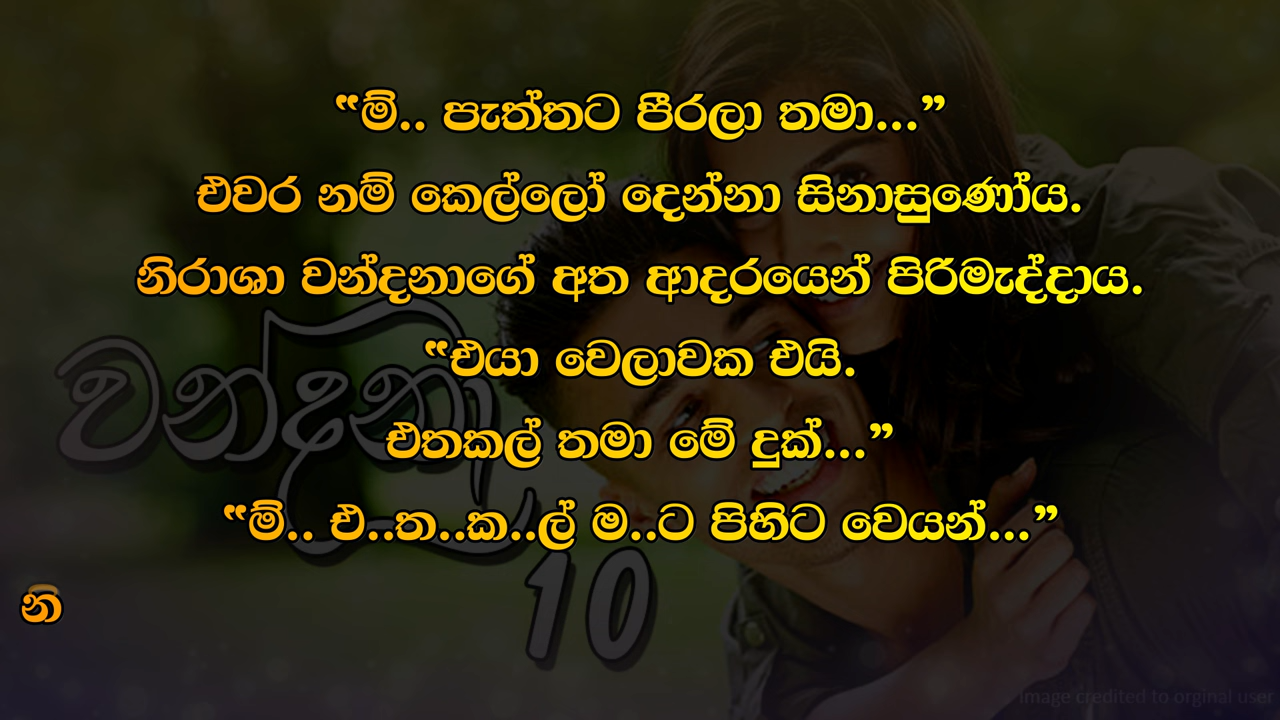 “ම්.. පැත්තට පීරලා තමා...”
එවර නම් කෙල්ලෝ දෙන්නා සිනාසුණෝය.
නිරාශා වන්දනාගේ අත ආදරයෙන් පිරිමැද්දාය.
“එයා වෙලාවක එයි.
එතකල් තමා මේ දුක්...”
“ම්.. එ..ත..ක..ල් ම..ට පිහිට වෙයන්...”
නි
වන්දනා
10
Image credited to orginal user